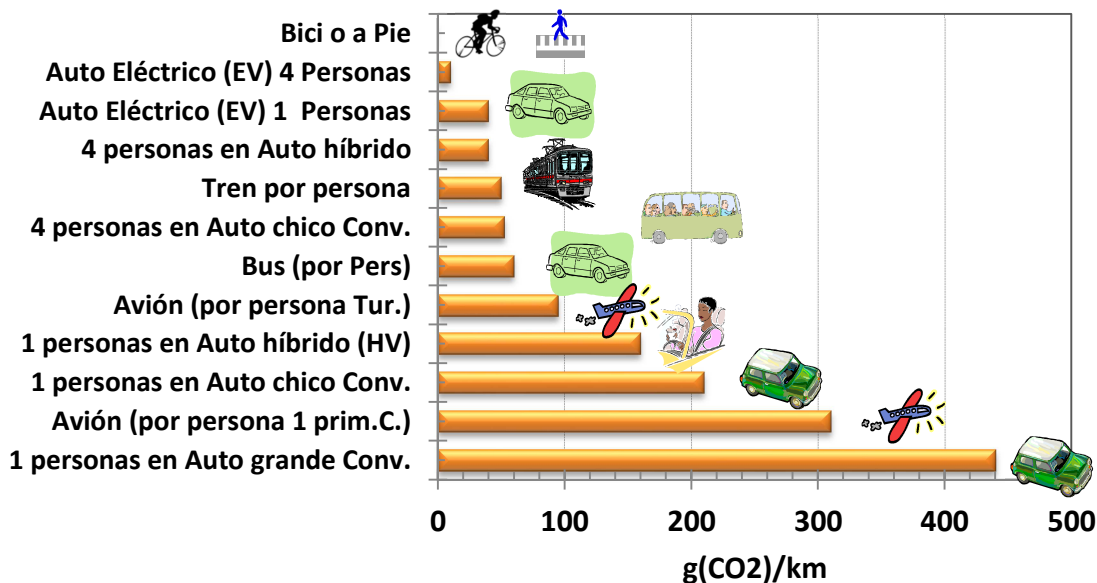 Bici o a Pie
Auto Eléctrico (EV) 4 Personas
Auto Eléctrico (EV) 1  Personas
4 personas en Auto híbrido
Tren por persona
4 personas en Auto chico Conv.
Bus (por Pers)
Avión (por persona Tur.)
1 personas en Auto híbrido (HV)
1 personas en Auto chico Conv.
Avión (por persona 1 prim.C.)
1 personas en Auto grande Conv.
0 100 200 300 400 500
g(CO2)/km